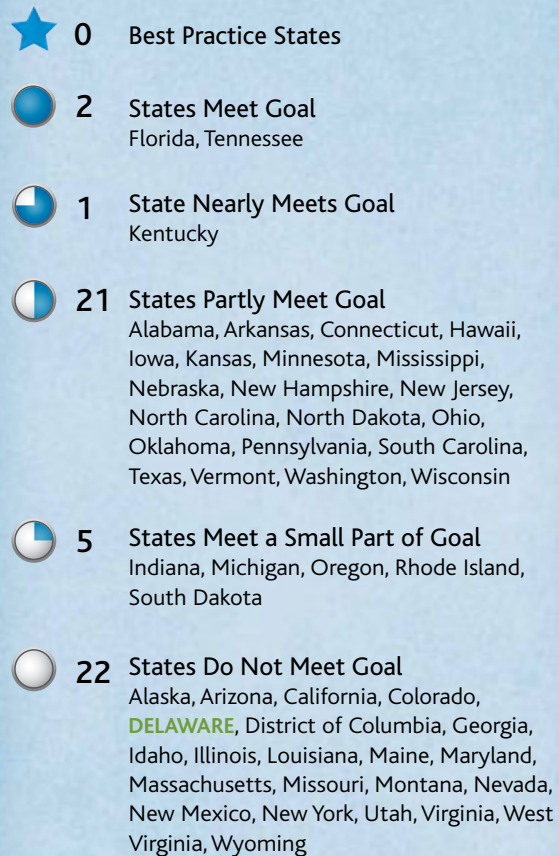 0 Best Practice States
2 States Meet Goal
Florida, Tennessee
1 State Nearly Meets Goal
Kentucky
21 States Partly Meet Goal
Alabama, Arkansas, Connecticut, Hawaii,
Iowa, Kansas, Minnesota, Mississippi,
Nebraska, New Hampshire, New Jersey,
North Carolina, North Dakota, Ohio,
Oklahoma, Pennsylvania, South Carolina,
Texas, Vermont, Washington, Wisconsin
5 States Meet a Small Part of Goal
Indiana, Michigan, Oregon, Rhode Island,
South Dakota
22 States Do Not Meet Goal
Alaska, Arizona, California, Colorado,
DELAWARE, District of Columbia, Georgia,
Idaho, Illinois, Louisiana, Maine, Maryland,
Massachusetts, Missouri, Montana, Nevada,
New Mexico, New York, Utah, Virginia, West
Virginia, Wyoming